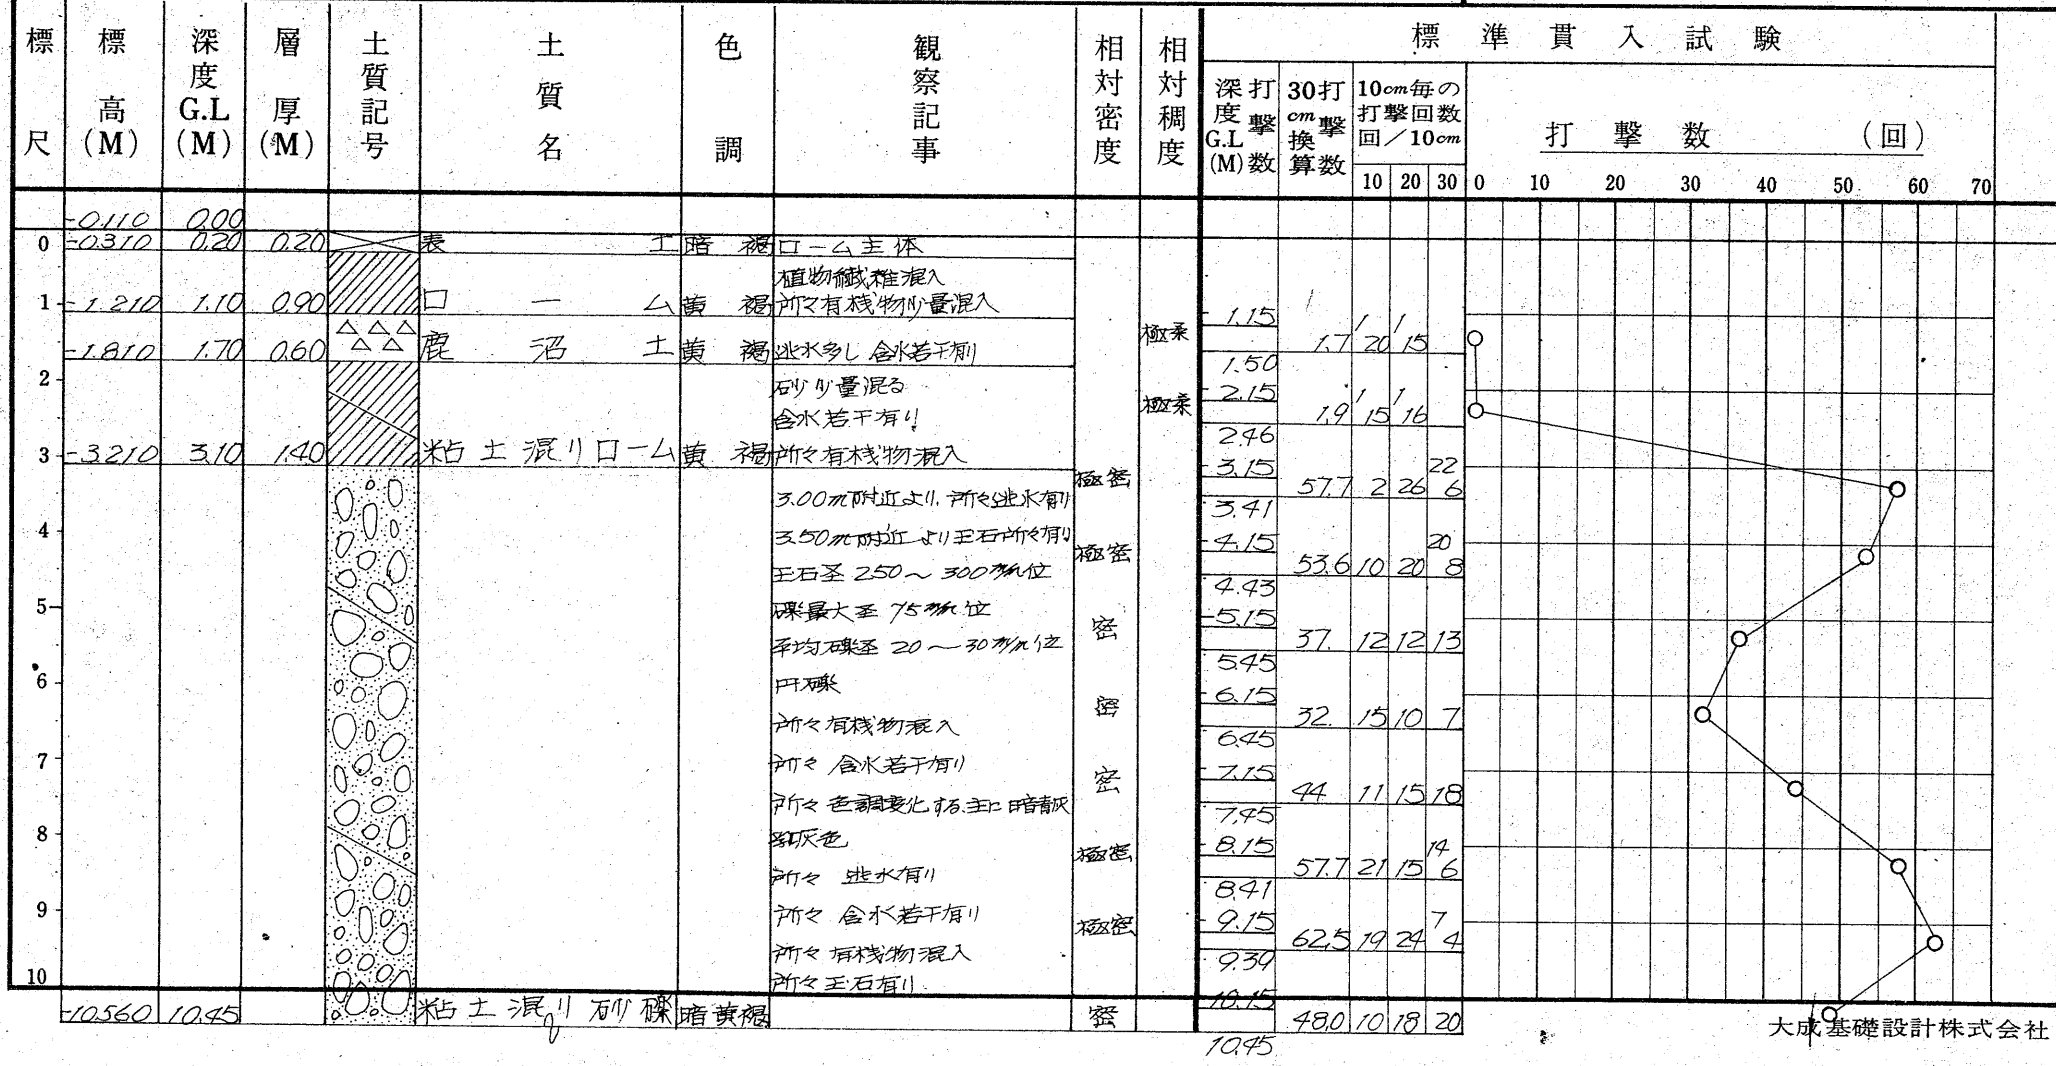 標尺 標高(M) 深度G.L(M) 層厚(M) 土質記号 土質名 色調 観察記事 相対密度 相対稠度 標準貫入試験
深度G.L(M) 打撃数 30cm換算打撃数 10cm毎の打撃回数 回/10cm 打撃数 (回)
10 20 30 0 10 20 30 40 50 60 70
-0.110 0.00
0 -0.310 0.20 0.20 表土 暗褐 ローム主体
植物繊維混入
1 -1.210 1.10 0.90 ローム 黄褐 所々有桟物少量混入
1.15
極柔 1.7 1/20 1/15
-1.810 1.70 0.60 鹿沼土 黄褐 逃水多し 含水若干有り
1.50
2 砂少量混る
2.15
極柔 1.9 1/15 1/16
含水若干有り
2.46
3 -3.210 3.10 1.40 粘土混りローム 黄褐 所々有桟物混入
3.15
極密 57.7 2 26 22/6
3.00m附近より所々逃水有り
3.41
4 3.50m附近より玉石所々有り
4.15
極密 53.6 10 20 20/8
玉石径 250〜300m/m位
4.43
5 礫最大径 75m/m位
5.15
密 37. 12 12 13
平均礫径 20〜30m/m位
5.45
6 円礫
6.15
密 32. 15 10 7
所々有桟物混入
6.45
7 所々含水若干有り
7.15
密 44 11 15 18
所々色調変化する.主に暗青灰
7.45
8 灰色
8.15
極密 57.7 21 15 14/6
所々 逃水有り
8.41
9 所々 含水若干有り
9.15
極密 62.5 19 24 7/4
所々有桟物混入
9.39
10 所々玉石有り
10.15
-10.560 10.45 粘土混り砂礫 暗黄褐 密 48.0 10 18 20
10.45
大成基礎設計株式会社